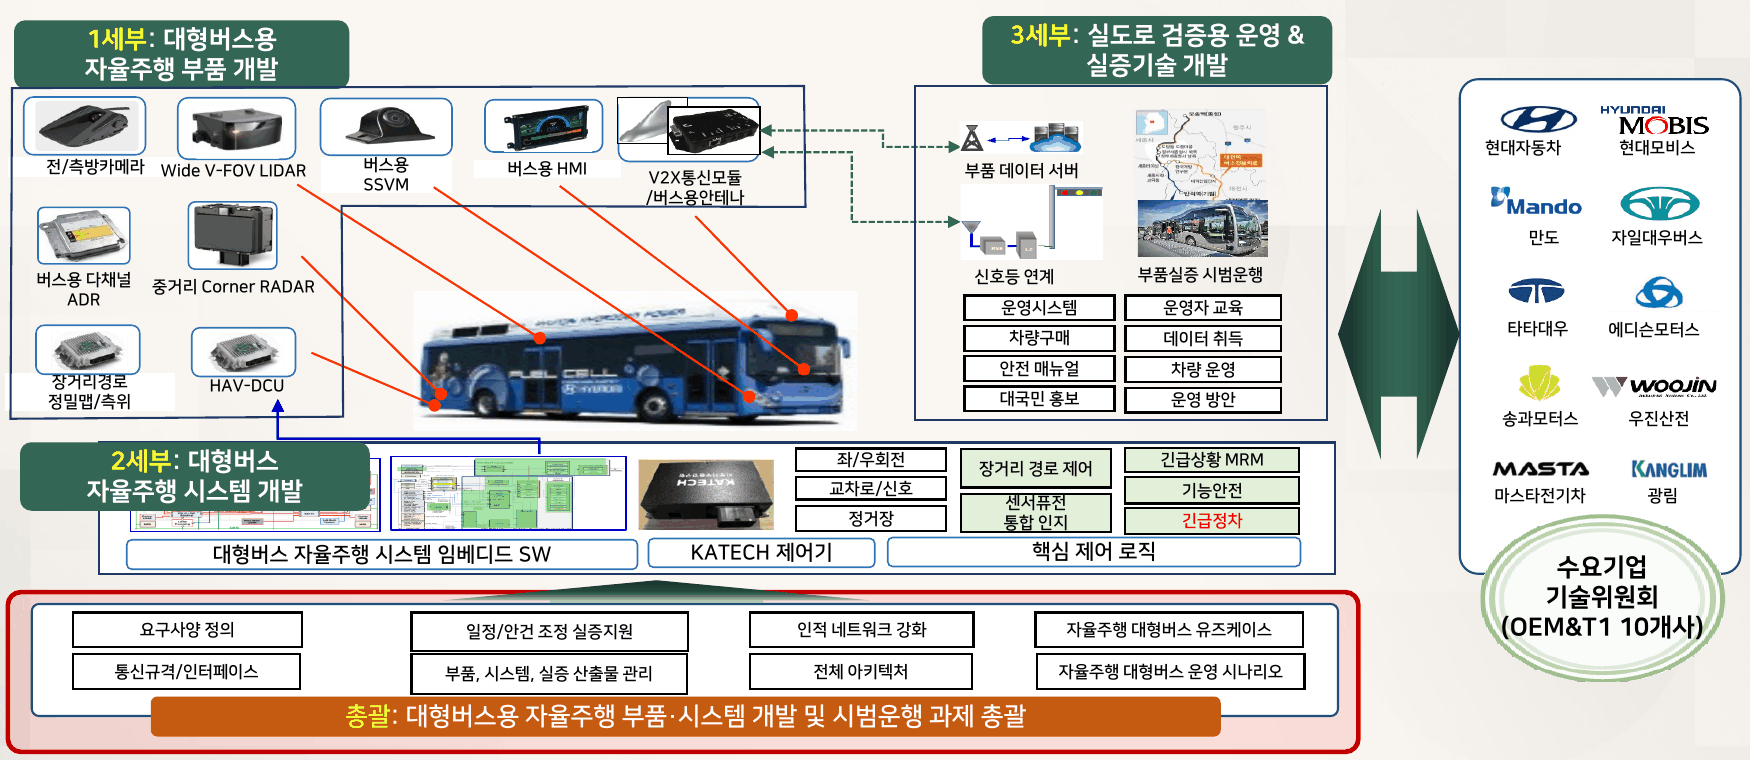 1세부: 대형버스용
자율주행 부품 개발
전/측방카메라
Wide V-FOV LIDAR
버스용
SSVM
버스용 HMI
V2X통신모듈
/버스용안테나
버스용 다채널
ADR
중거리 Corner RADAR
장거리경로
정밀맵/측위
HAV-DCU
FUEL CELL
3세부: 실도로 검증용 운영 &
실증기술 개발
부품 데이터 서버
신호등 연계
부품실증 시범운행
운영시스템
운영자 교육
차량구매
데이터 취득
안전 매뉴얼
차량 운영
대국민 홍보
운영 방안
2세부: 대형버스
자율주행 시스템 개발
대형버스 자율주행 시스템 임베디드 SW
KATECH
KATECH 제어기
좌/우회전
교차로/신호
정거장
장거리 경로 제어
센서퓨전
통합 인지
긴급상황 MRM
기능안전
긴급정차
핵심 제어 로직
요구사양 정의
일정/안건 조정 실증지원
인적 네트워크 강화
자율주행 대형버스 유즈케이스
통신규격/인터페이스
부품, 시스템, 실증 산출물 관리
전체 아키텍처
자율주행 대형버스 운영 시나리오
총괄: 대형버스용 자율주행 부품·시스템 개발 및 시범운행 과제 총괄
현대자동차
HYUNDAI
MOBIS
현대모비스
Mando
만도
자일대우버스
타타대우
에디슨모터스
송과모터스
WOOJIN
우진산전
MASTA
마스타전기차
KANGLIM
광림
수요기업
기술위원회
(OEM&T1 10개사)